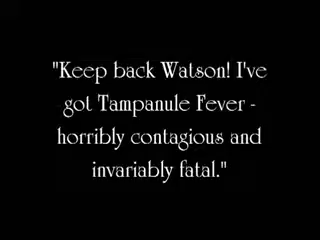 "Keep back Watson! I've
got Tampanule Fever -
horribly contagious and
invariably fatal."